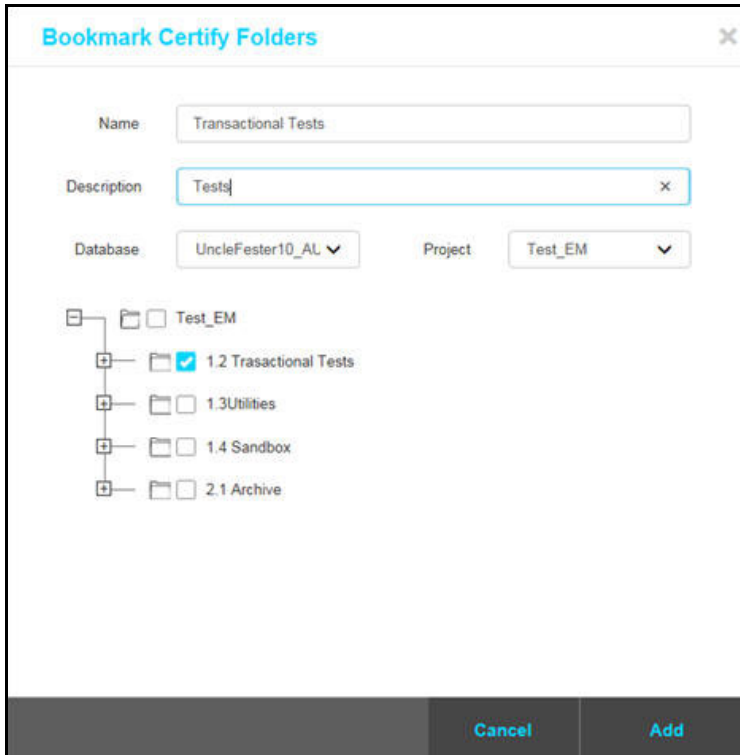 Bookmark Certify Folders
Name Transactional Tests
Description Tests
Database UncleFester10_AU Project Test_EM
Test_EM
1.2 Trasactional Tests
1.3Utilities
1.4 Sandbox
2.1 Archive
Cancel Add